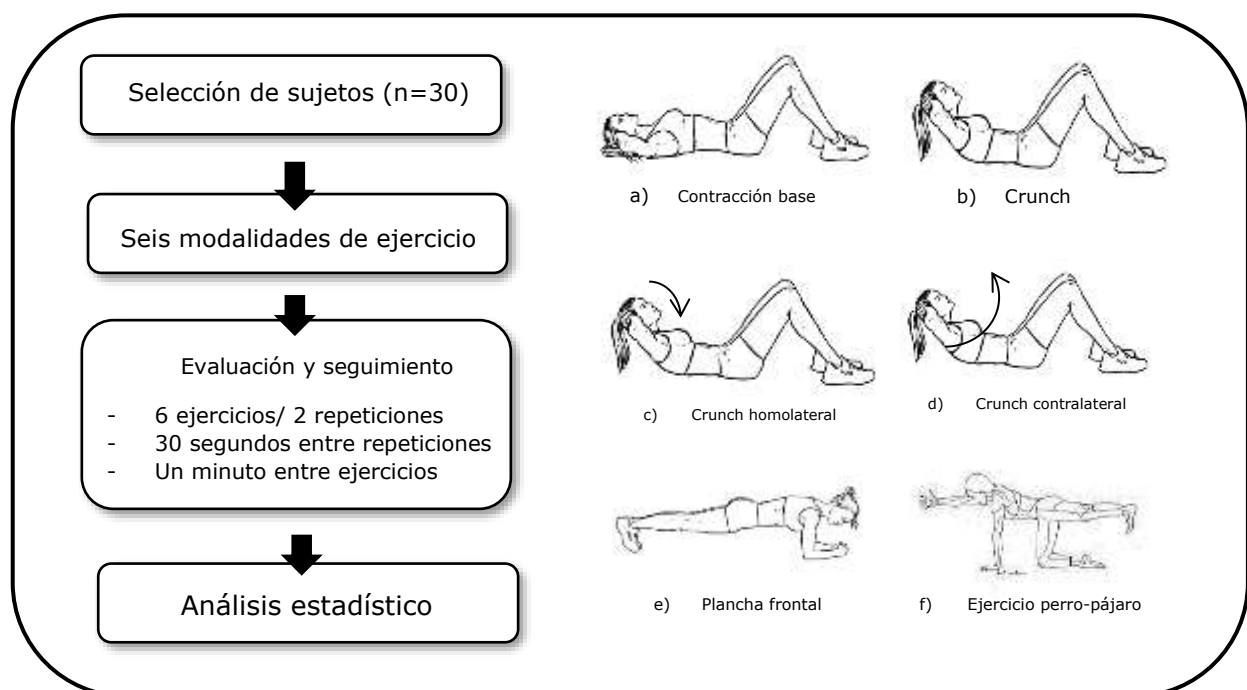 Selección de sujetos (n=30)
Seis modalidades de ejercicio
Evaluación y seguimiento
- 6 ejercicios/ 2 repeticiones
- 30 segundos entre repeticiones
- Un minuto entre ejercicios
Análisis estadístico
a) Contracción base
b) Crunch
c) Crunch homolateral
d) Crunch contralateral
e) Plancha frontal
f) Ejercicio perro-pájaro